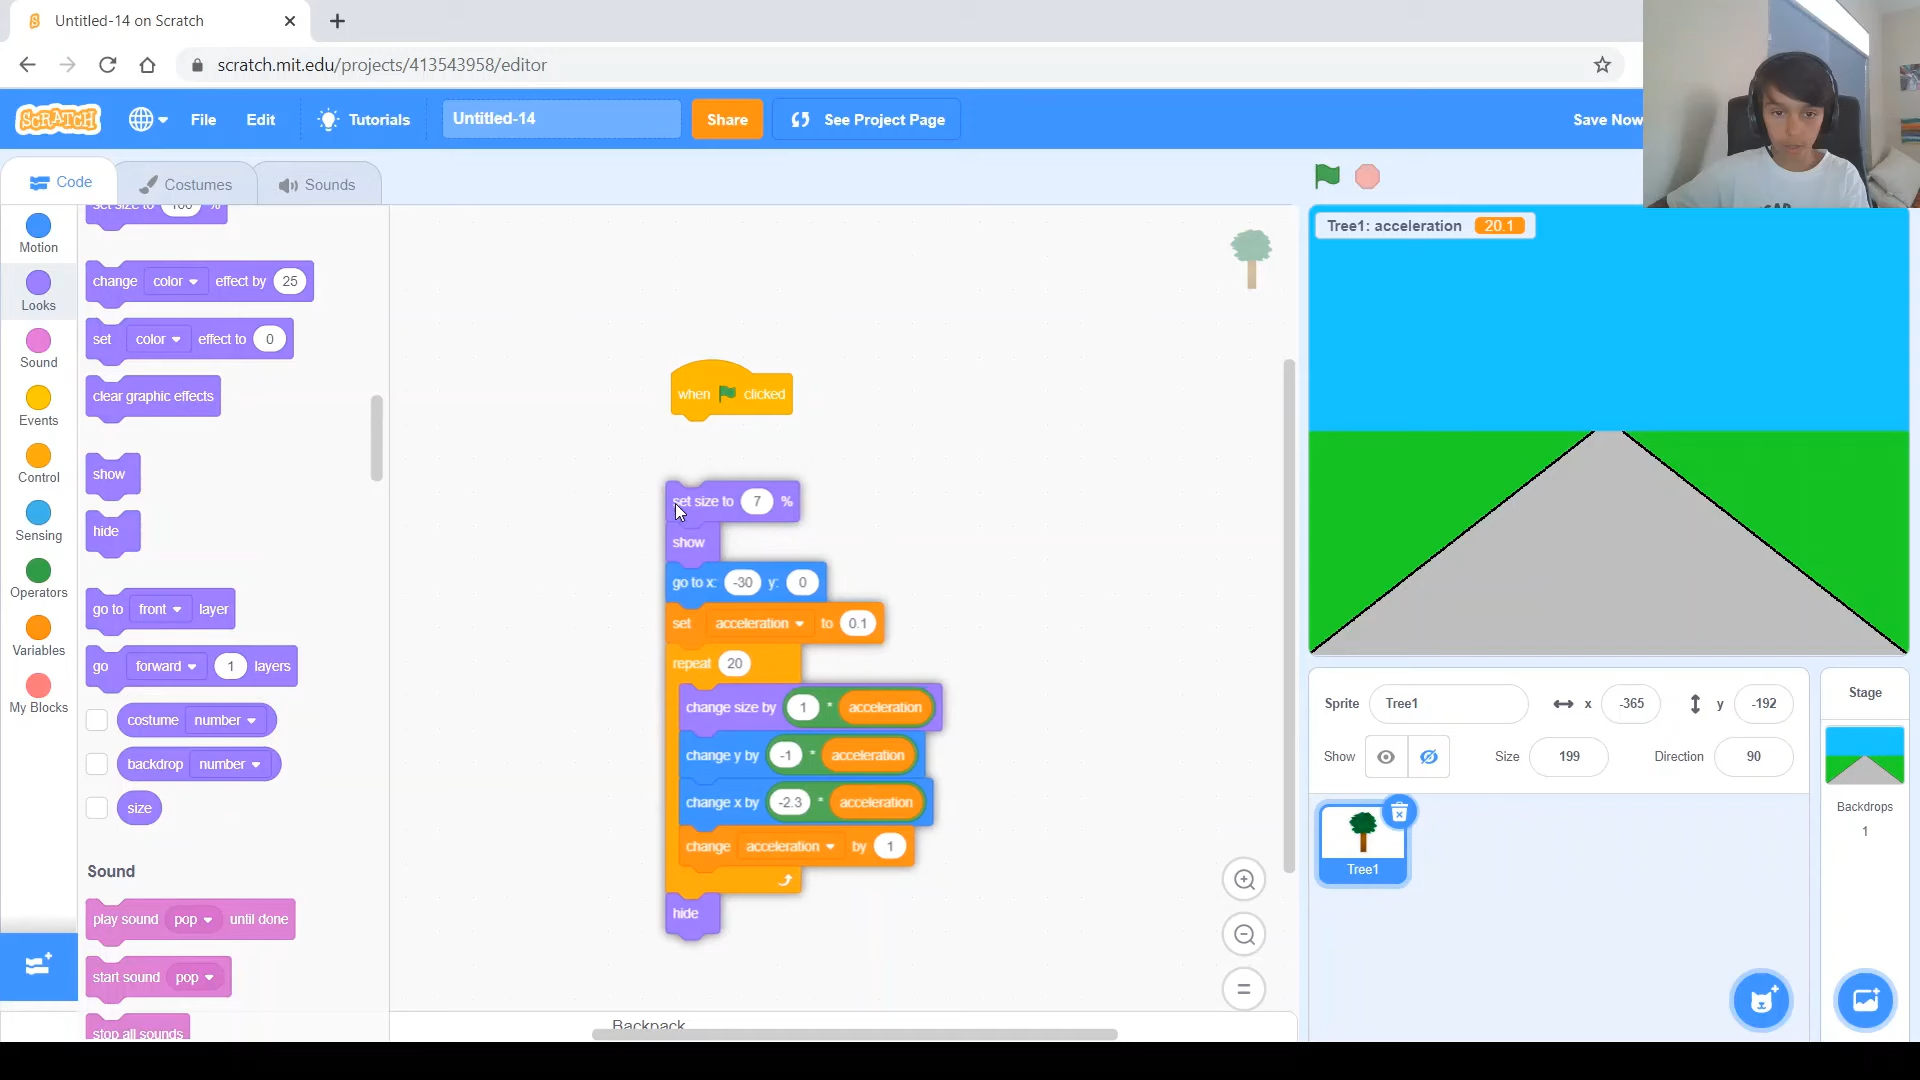 Untitled-14 on Scratch
scratch.mit.edu/projects/413543958/editor
SCRATCH
File
Edit
Tutorials
Untitled-14
Share
See Project Page
Save Now
Code
Costumes
Sounds
Motion
Looks
Sound
Events
Control
Sensing
Operators
Variables
My Blocks
set size to 100 %
change color effect by 25
set color effect to 0
clear graphic effects
show
hide
go to front layer
go forward 1 layers
costume number
backdrop number
size
Sound
play sound pop until done
start sound pop
stop all sounds
when clicked
set size to 7 %
show
go to x: -30 y: 0
set acceleration to 0.1
repeat 20
change size by 1 * acceleration
change y by -1 * acceleration
change x by -2.3 * acceleration
change acceleration by 1
hide
Backpack
Tree1: acceleration 20.1
Sprite Tree1 x -365 y -192
Show Size 199 Direction 90
Tree1
Stage
Backdrops
1